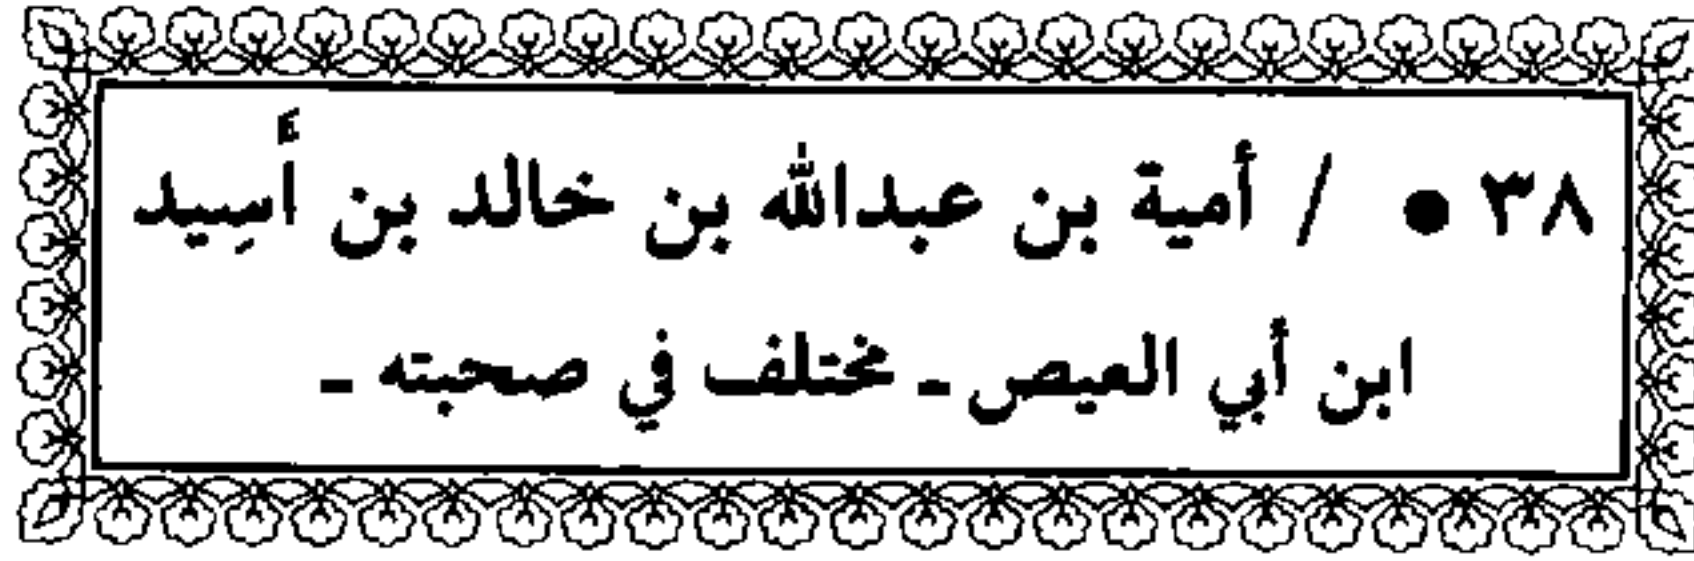 ٣٨ ● / أمية بن عبدالله بن خالد بن أَسِيد
ابن أبي العيص ـ مختلف في صحبته ـ